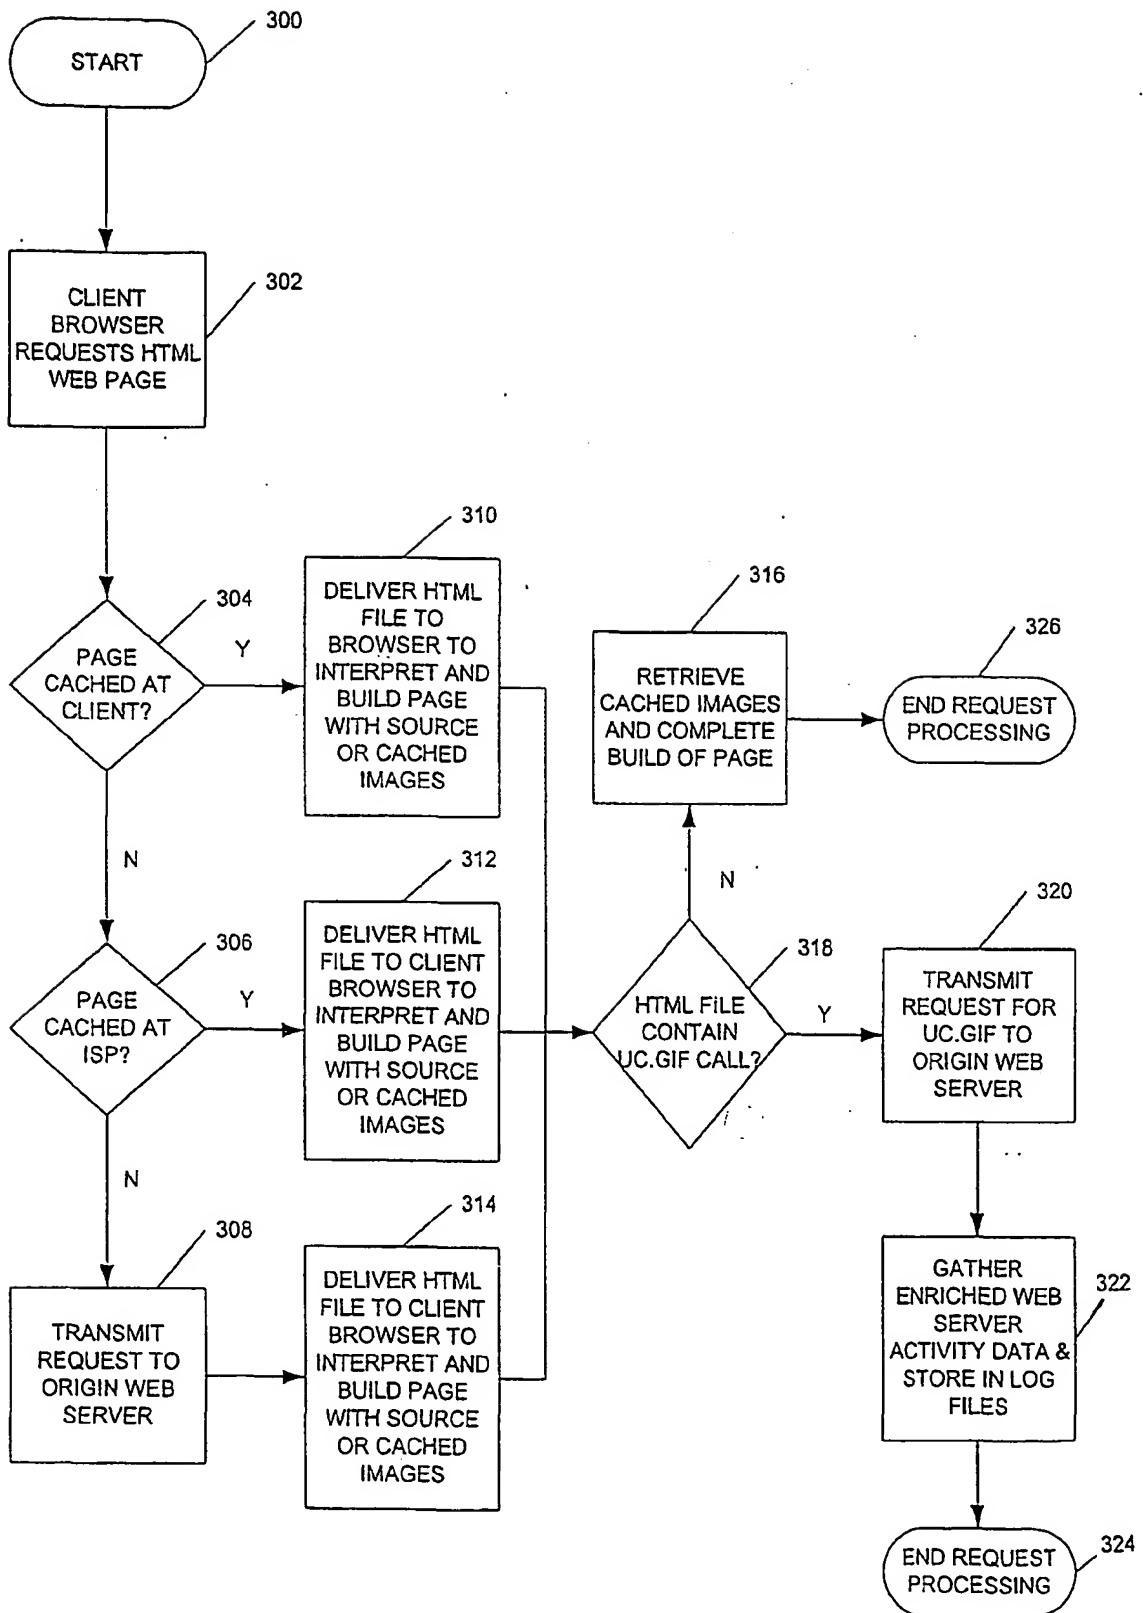 300
START
302
CLIENT
BROWSER
REQUESTS HTML
WEB PAGE
304
PAGE
CACHED AT
CLIENT?
Y
N
310
DELIVER HTML
FILE TO
BROWSER TO
INTERPRET AND
BUILD PAGE
WITH SOURCE
OR CACHED
IMAGES
306
PAGE
CACHED AT
ISP?
Y
N
312
DELIVER HTML
FILE TO CLIENT
BROWSER TO
INTERPRET AND
BUILD PAGE
WITH SOURCE
OR CACHED
IMAGES
308
TRANSMIT
REQUEST TO
ORIGIN WEB
SERVER
314
DELIVER HTML
FILE TO CLIENT
BROWSER TO
INTERPRET AND
BUILD PAGE
WITH SOURCE
OR CACHED
IMAGES
316
RETRIEVE
CACHED IMAGES
AND COMPLETE
BUILD OF PAGE
326
END REQUEST
PROCESSING
N
318
HTML FILE
CONTAIN
UC.GIF CALL?
Y
320
TRANSMIT
REQUEST FOR
UC.GIF TO
ORIGIN WEB
SERVER
322
GATHER
ENRICHED WEB
SERVER
ACTIVITY DATA &
STORE IN LOG
FILES
324
END REQUEST
PROCESSING